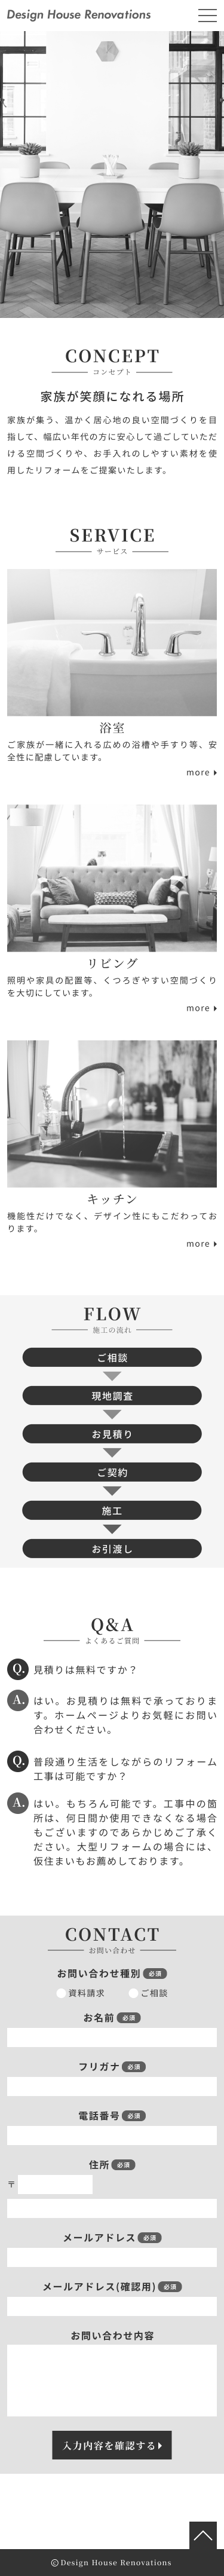 Design House Renovations
CONCEPT
コンセプト
家族が笑顔になれる場所
家族が集う、温かく居心地の良い空間づくりを目
指して、幅広い年代の方に安心して過ごしていただ
ける空間づくりや、お手入れのしやすい素材を使
用したリフォームをご提案いたします。
SERVICE
サービス
浴室
ご家族が一緒に入れる広めの浴槽や手すり等、安
全性に配慮しています。
more
リビング
照明や家具の配置等、くつろぎやすい空間づくり
を大切にしています。
more
キッチン
機能性だけでなく、デザイン性にもこだわってお
ります。
more
FLOW
施工の流れ
ご相談
現地調査
お見積り
ご契約
施工
お引渡し
Q&A
よくあるご質問
Q. 見積りは無料ですか？
A. はい。お見積りは無料で承っておりま
す。ホームページよりお気軽にお問い
合わせください。
Q. 普段通り生活をしながらのリフォーム
工事は可能ですか？
A. はい。もちろん可能です。工事中の箇
所は、何日間か使用できなくなる場合
もございますのであらかじめご了承く
ださい。大型リフォームの場合には、
仮住まいもお薦めしております。
CONTACT
お問い合わせ
お問い合わせ種別 必須
資料請求 ご相談
お名前 必須
フリガナ 必須
電話番号 必須
住所 必須
〒
メールアドレス 必須
メールアドレス(確認用) 必須
お問い合わせ内容
入力内容を確認する
© Design House Renovations